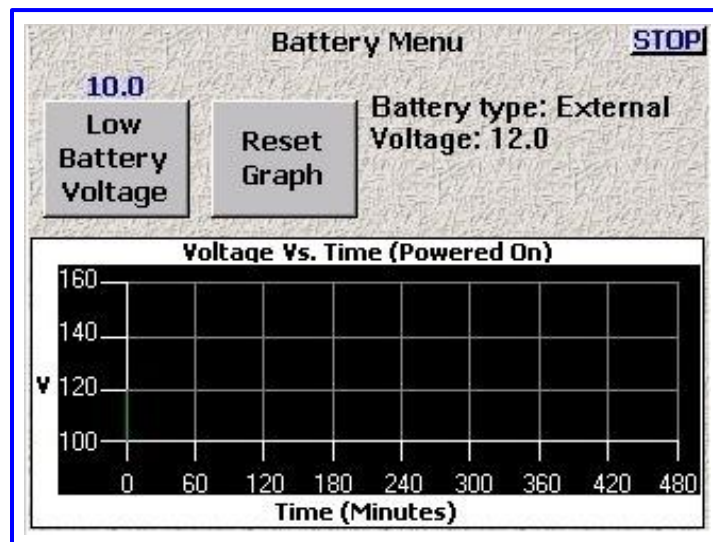 Battery Menu
STOP
10.0
Low
Battery
Voltage
Reset
Graph
Battery type: External
Voltage: 12.0
Voltage Vs. Time (Powered On)
160
140
V 120
100
0 60 120 180 240 300 360 420 480
Time (Minutes)